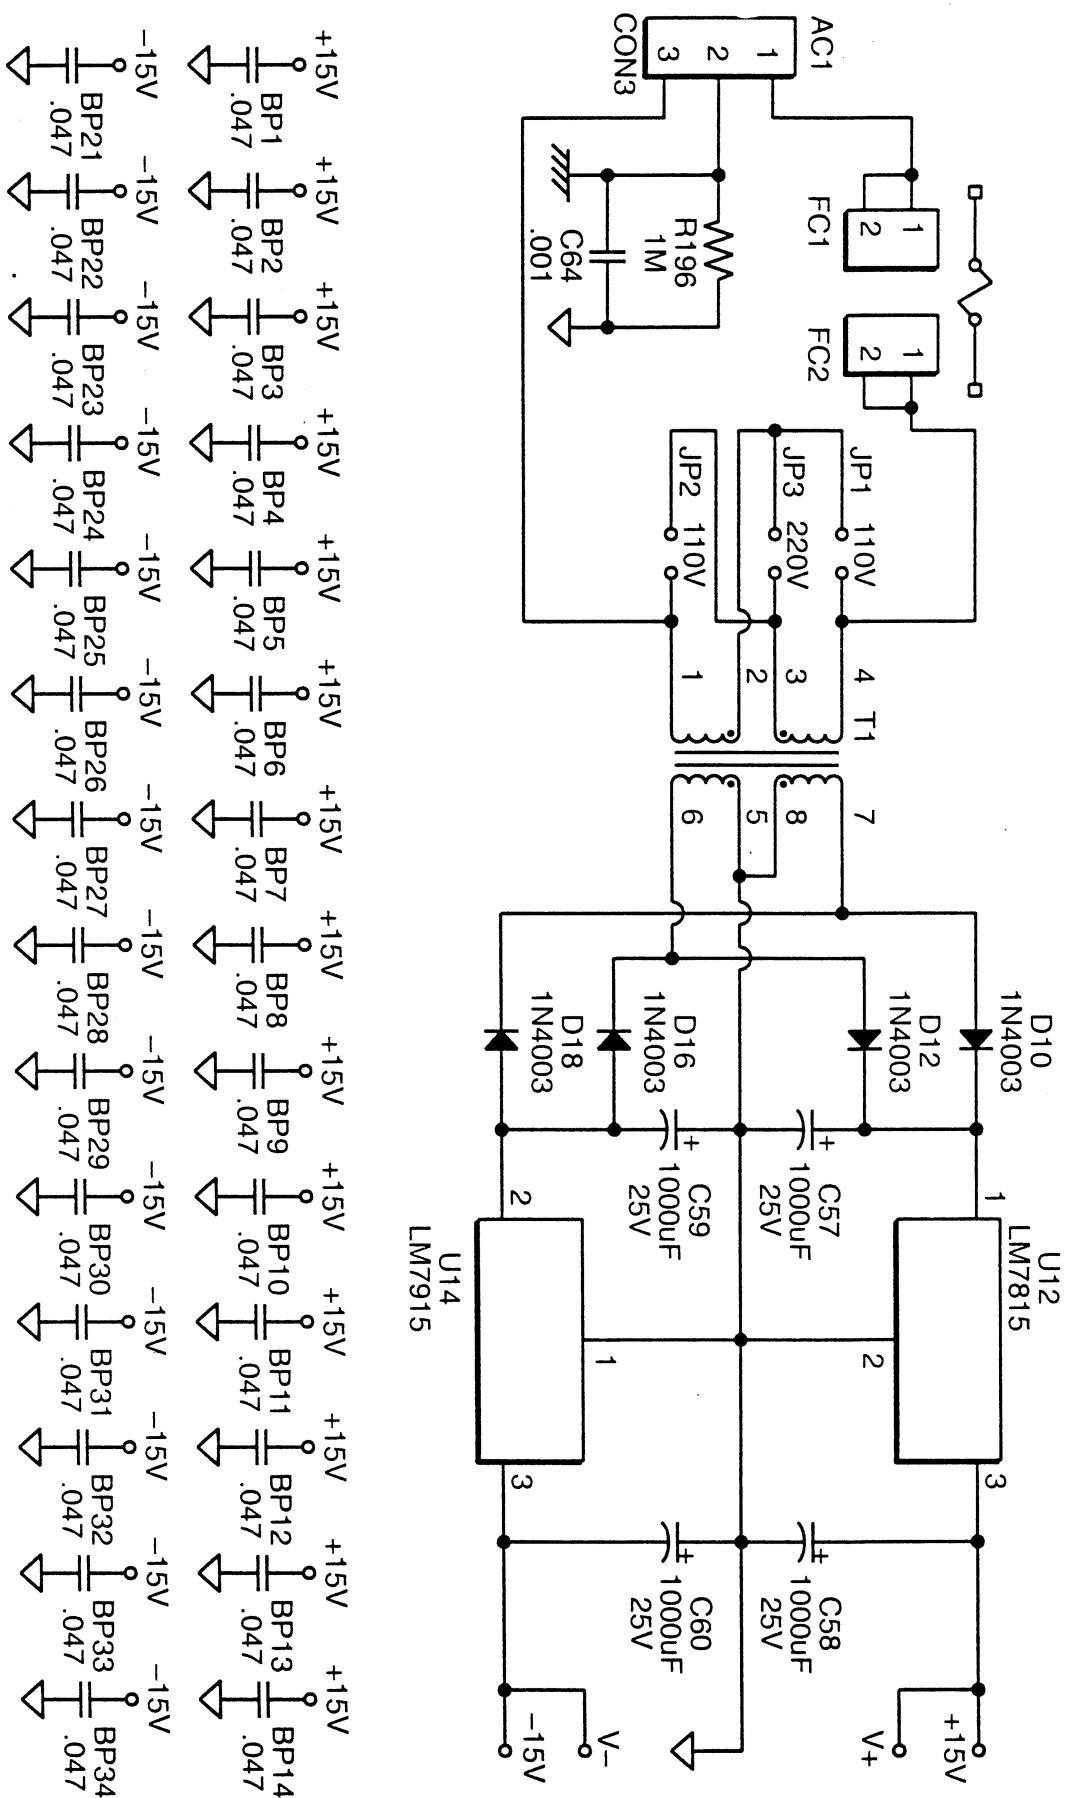 AC1
1
2
3
CON3
FC1
1
2
FC2
1
2
R196
1M
C64
.001
JP1 110V
JP3 220V
JP2 110V
T1
4
3
2
1
7
8
5
6
D10
1N4003
D12
1N4003
D16
1N4003
D18
1N4003
+
C57
1000uF
25V
+
C59
1000uF
25V
U12
LM7815
1
2
3
U14
LM7915
2
1
3
+
C58
1000uF
25V
+
C60
1000uF
25V
+15V
V+
V–
–15V
+15V +15V +15V +15V +15V +15V +15V +15V +15V +15V +15V +15V +15V +15V
BP1 BP2 BP3 BP4 BP5 BP6 BP7 BP8 BP9 BP10 BP11 BP12 BP13 BP14
.047 .047 .047 .047 .047 .047 .047 .047 .047 .047 .047 .047 .047 .047
–15V –15V –15V –15V –15V –15V –15V –15V –15V –15V –15V –15V –15V –15V
BP21 BP22 BP23 BP24 BP25 BP26 BP27 BP28 BP29 BP30 BP31 BP32 BP33 BP34
.047 .047 .047 .047 .047 .047 .047 .047 .047 .047 .047 .047 .047 .047